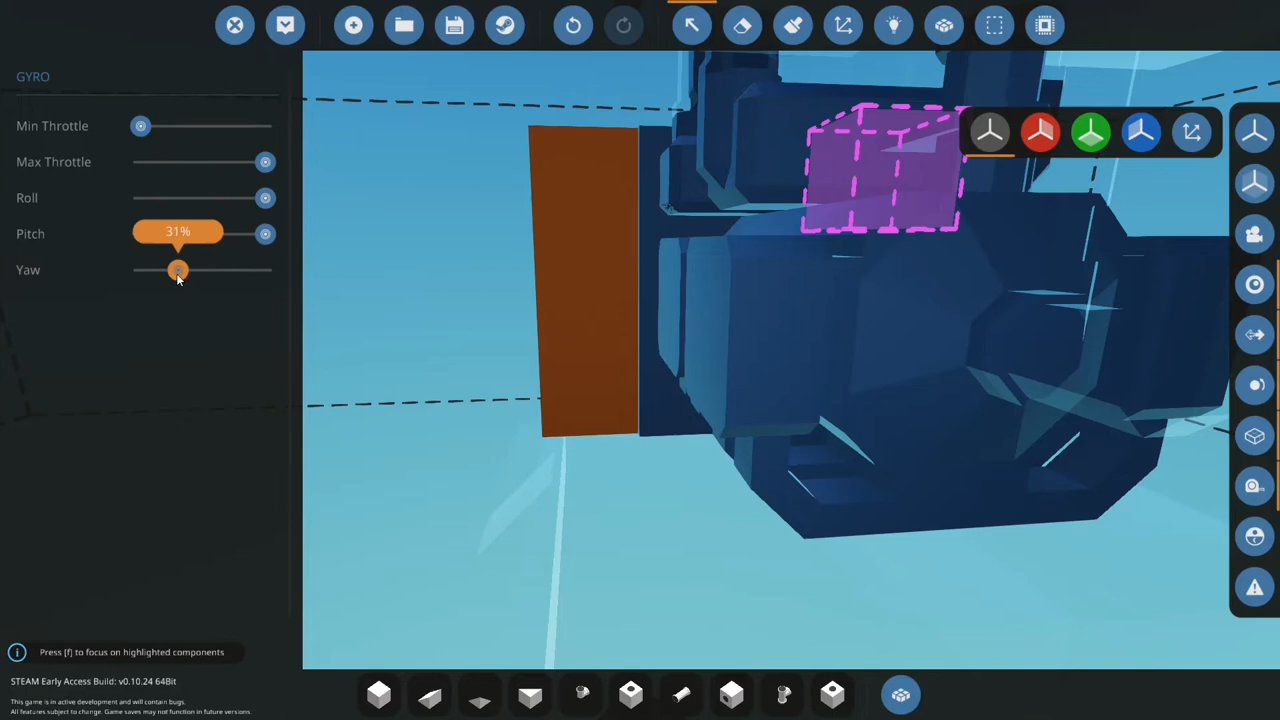 GYRO
Min Throttle
Max Throttle
Roll
Pitch
31%
Yaw
Press [f] to focus on highlighted components
STEAM Early Access Build: v0.10.24 64Bit
This game is in active development and will contain bugs.
All features subject to change. Game saves may not function in future versions.